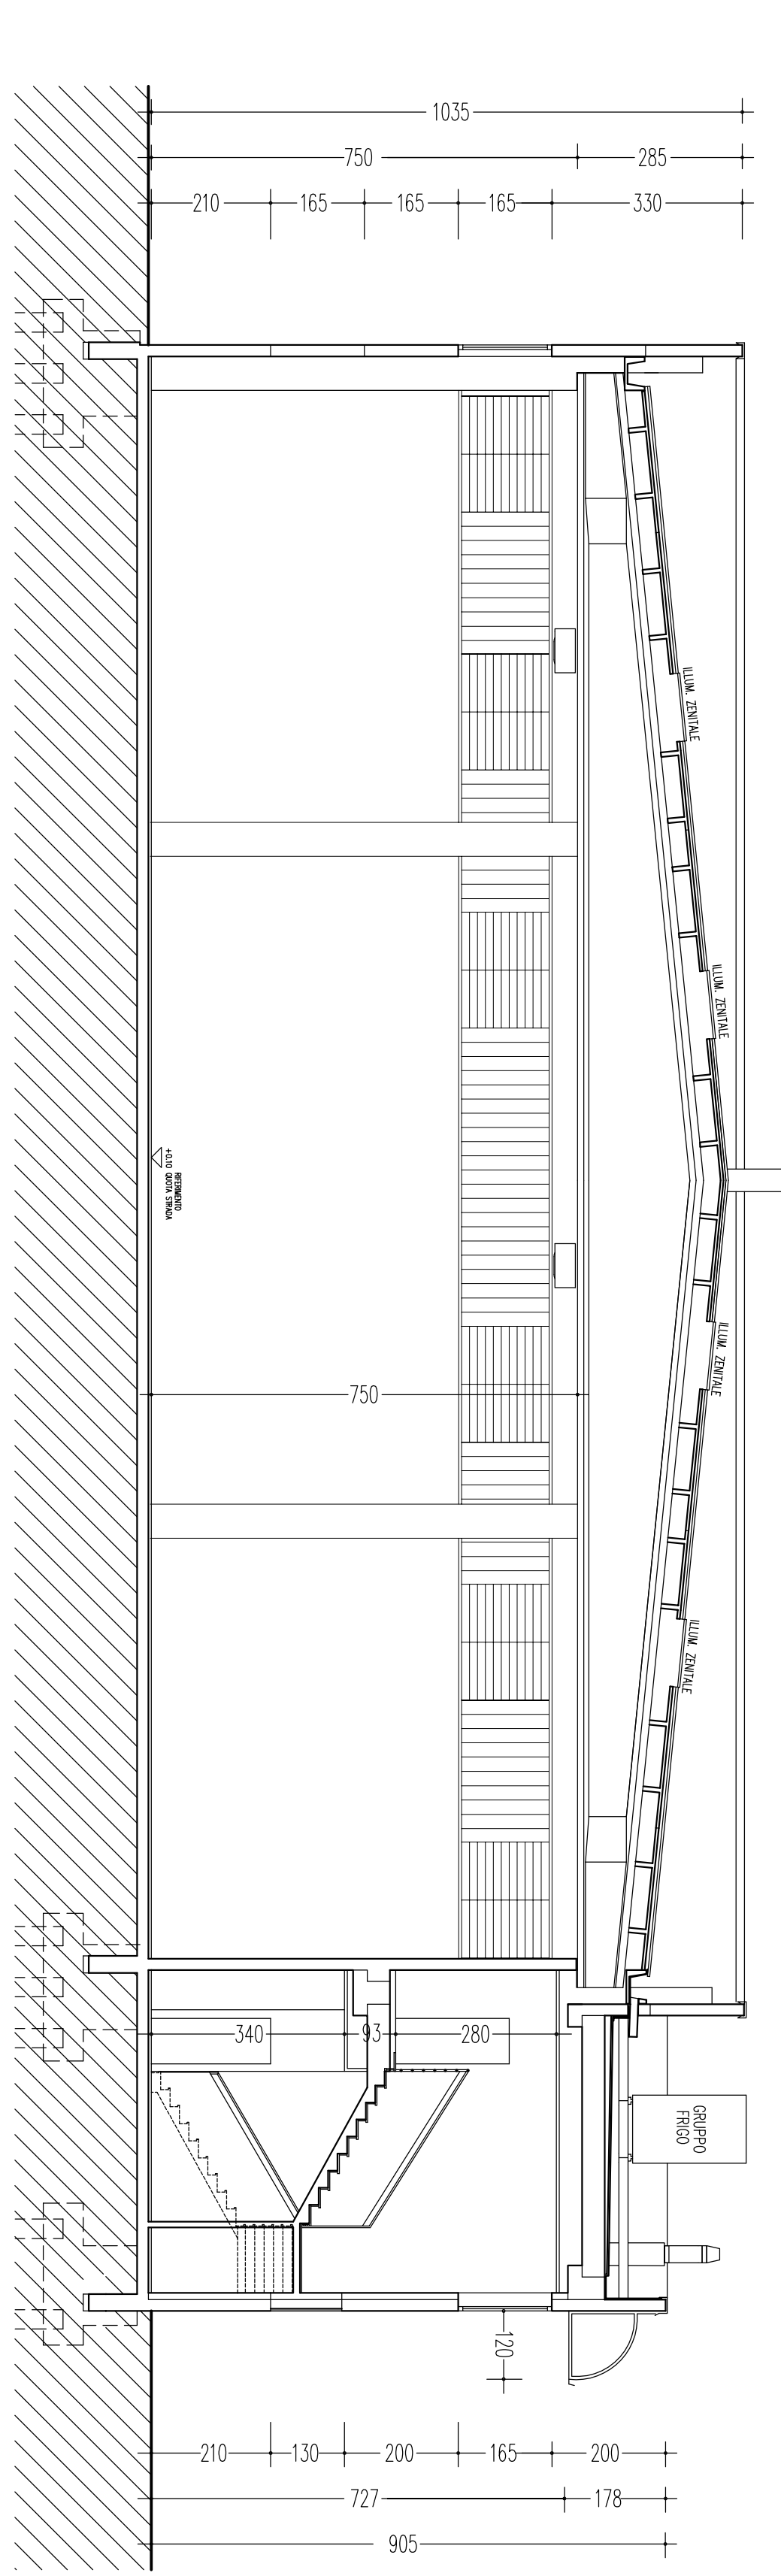 1035
750
285
210
165
165
165
330
ILLUM. ZENITALE
ILLUM. ZENITALE
RIFERIMENTO
+0.10 QUOTA STRADA
ILLUM. ZENITALE
750
ILLUM. ZENITALE
340
93
280
GRUPPO
FRIGO
120
210
130
200
165
200
727
178
905